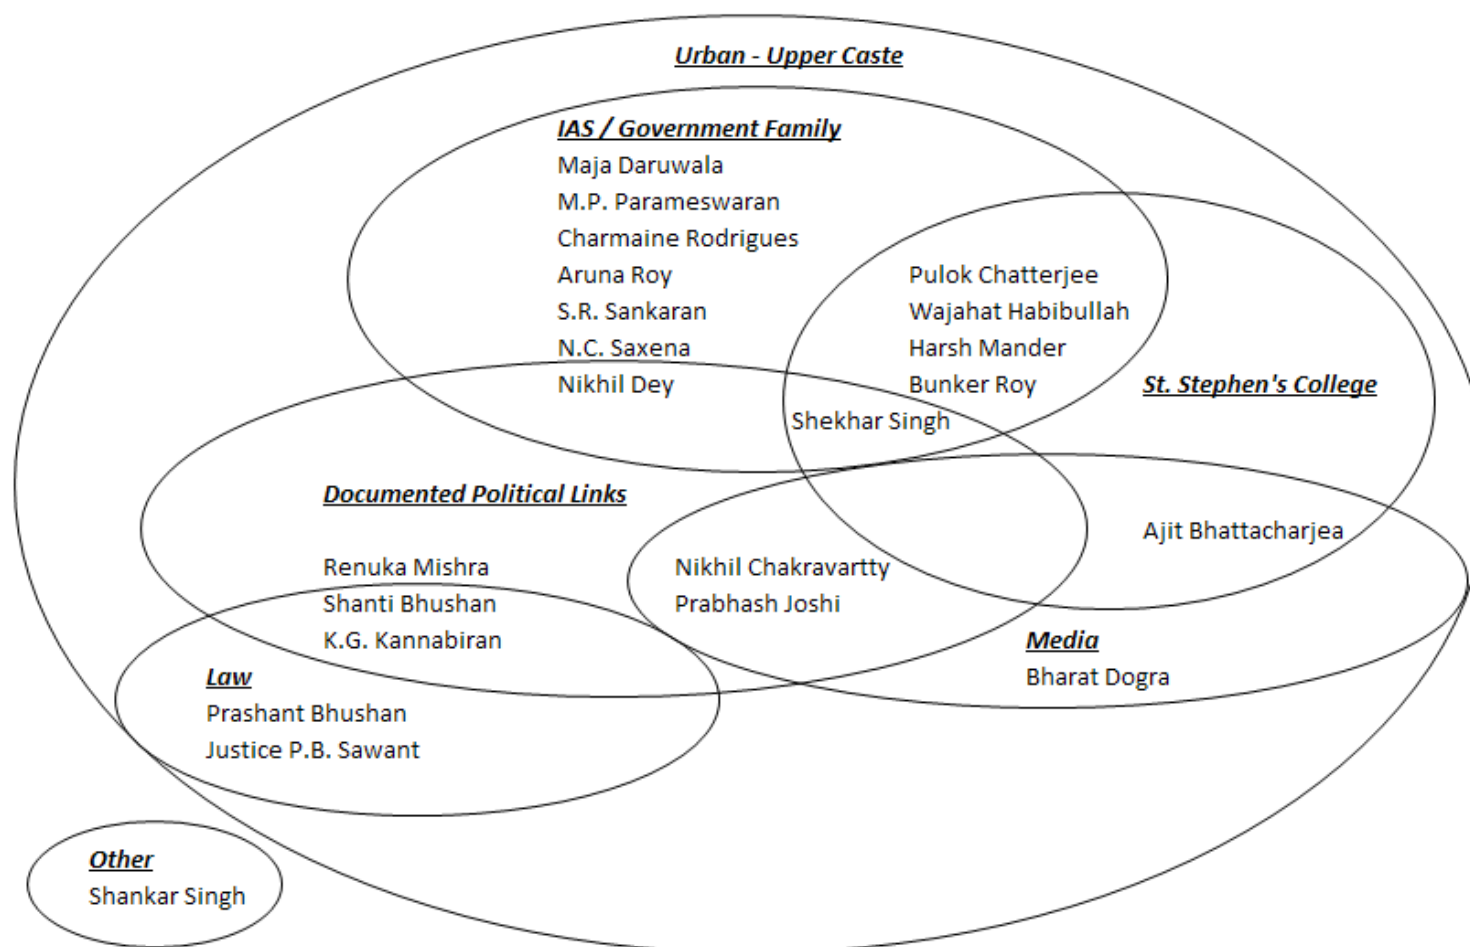 Urban - Upper Caste
IAS / Government Family
Maja Daruwala
M.P. Parameswaran
Charmaine Rodrigues
Aruna Roy
S.R. Sankaran
N.C. Saxena
Nikhil Dey
Pulok Chatterjee
Wajahat Habibullah
Harsh Mander
Bunker Roy
St. Stephen's College
Shekhar Singh
Documented Political Links
Renuka Mishra
Shanti Bhushan
K.G. Kannabiran
Nikhil Chakravartty
Prabhash Joshi
Ajit Bhattacharjea
Media
Bharat Dogra
Law
Prashant Bhushan
Justice P.B. Sawant
Other
Shankar Singh